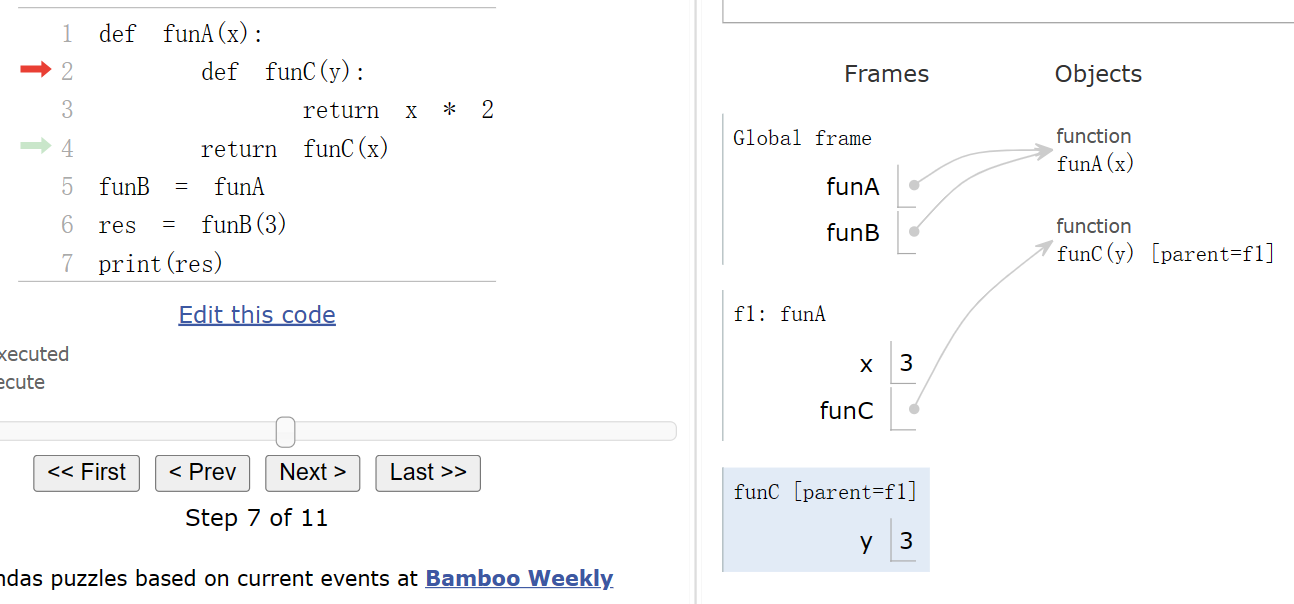 1 def funA(x):
2 def funC(y):
3 return x * 2
4 return funC(x)
5 funB = funA
6 res = funB(3)
7 print(res)
Edit this code
xecuted
ecute
<< First < Prev Next > Last >>
Step 7 of 11
ndas puzzles based on current events at Bamboo Weekly
Frames Objects
Global frame
funA
funB
function
funA(x)
function
funC(y) [parent=f1]
f1: funA
x 3
funC
funC [parent=f1]
y 3